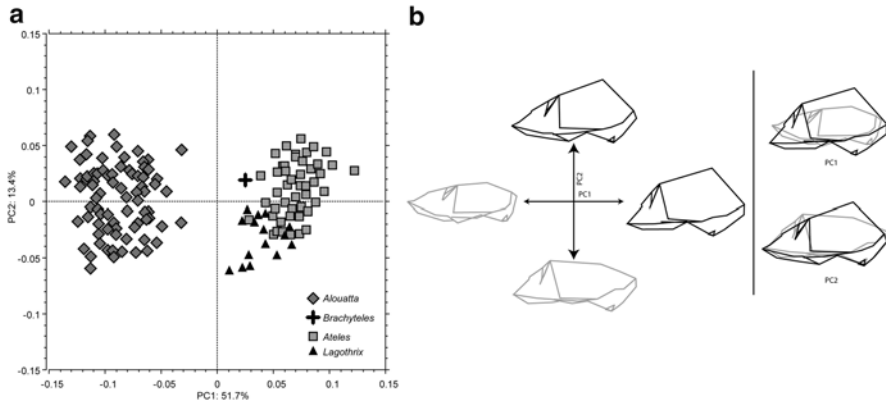 a
b
0.15
0.1
0.05
0
-0.05
-0.1
-0.15
PC2: 13.4%
-0.15
-0.1
-0.05
0
0.05
0.1
0.15
PC1: 51.7%
Alouatta
Brachyteles
Ateles
Lagothrix
PC2
PC1
PC1
PC2